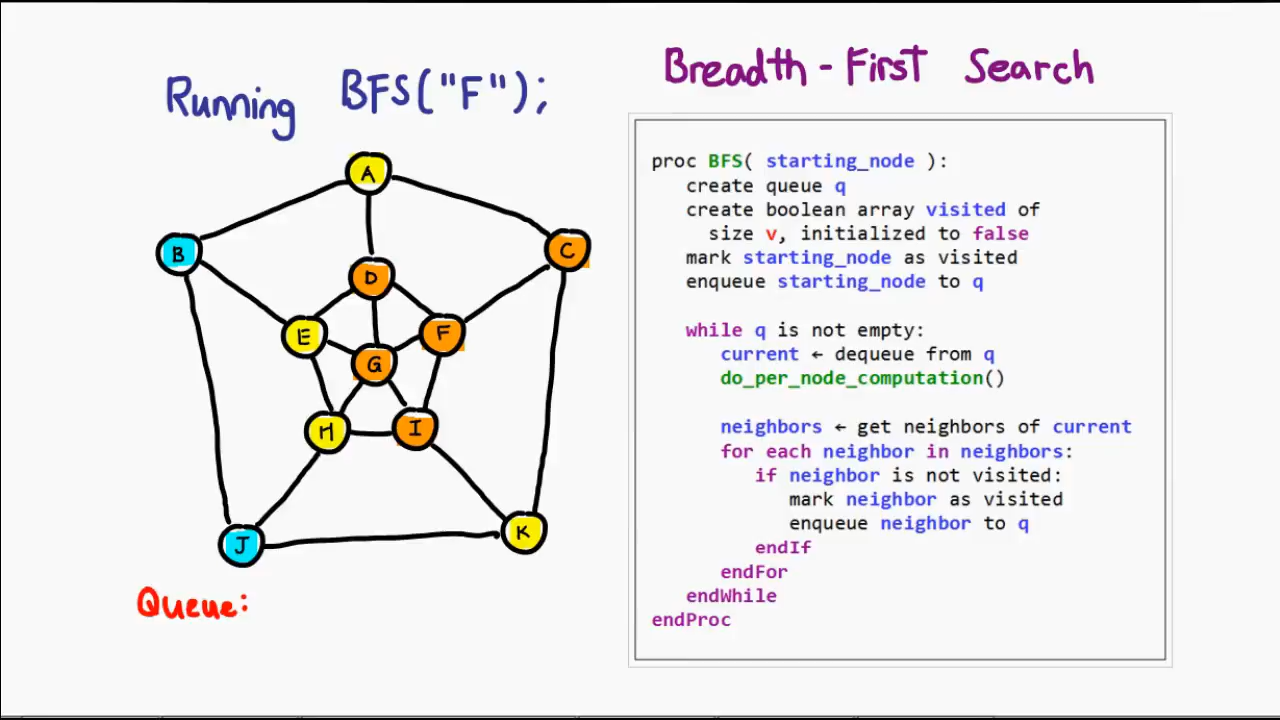 Running BFS("F");
A
B
C
D
E
F
G
H
I
J
K
Queue:
Breadth-First Search
proc BFS( starting_node ):
create queue q
create boolean array visited of
size v, initialized to false
mark starting_node as visited
enqueue starting_node to q
while q is not empty:
current ← dequeue from q
do_per_node_computation()
neighbors ← get neighbors of current
for each neighbor in neighbors:
if neighbor is not visited:
mark neighbor as visited
enqueue neighbor to q
endIf
endFor
endWhile
endProc